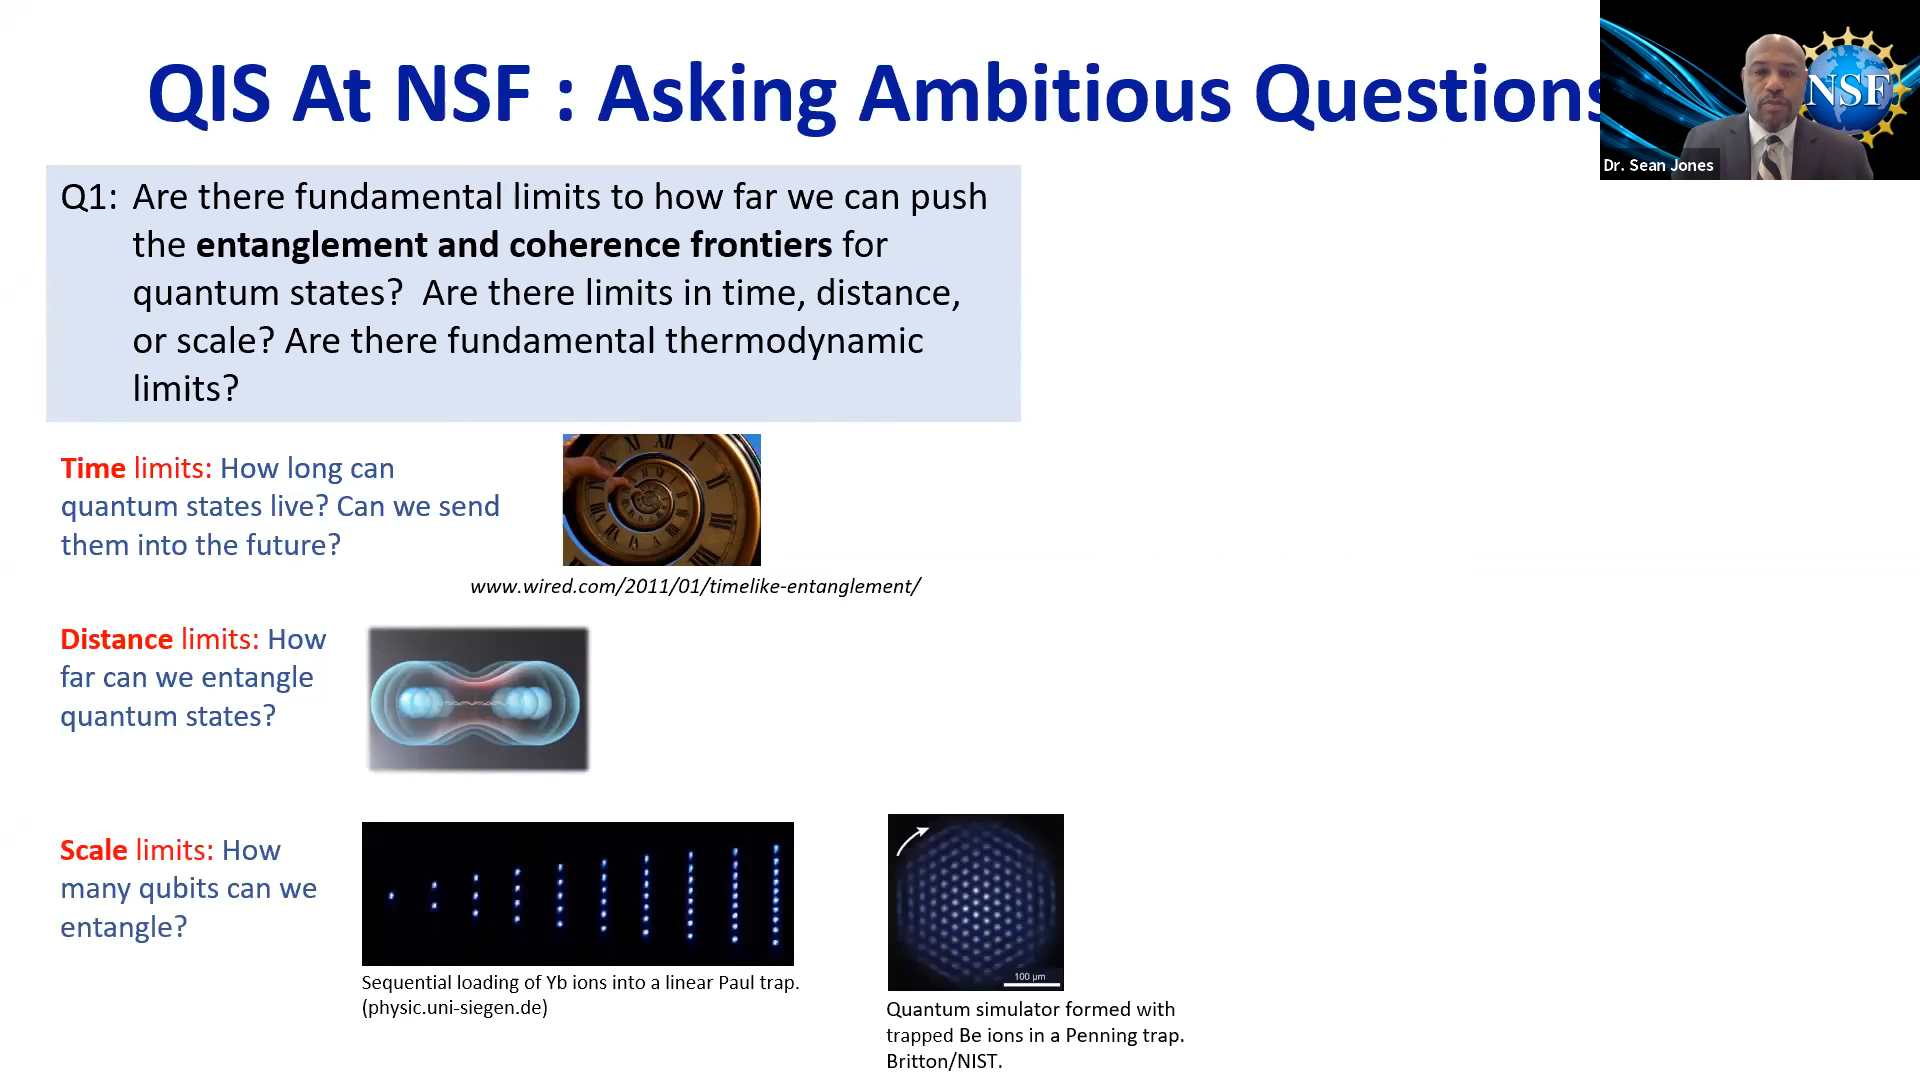 QIS At NSF : Asking Ambitious Questions
NSF
Dr. Sean Jones
Q1: Are there fundamental limits to how far we can push
the entanglement and coherence frontiers for
quantum states? Are there limits in time, distance,
or scale? Are there fundamental thermodynamic
limits?
Time limits: How long can
quantum states live? Can we send
them into the future?
www.wired.com/2011/01/timelike-entanglement/
Distance limits: How
far can we entangle
quantum states?
Scale limits: How
many qubits can we
entangle?
Sequential loading of Yb ions into a linear Paul trap.
(physic.uni-siegen.de)
100 μm
Quantum simulator formed with
trapped Be ions in a Penning trap.
Britton/NIST.